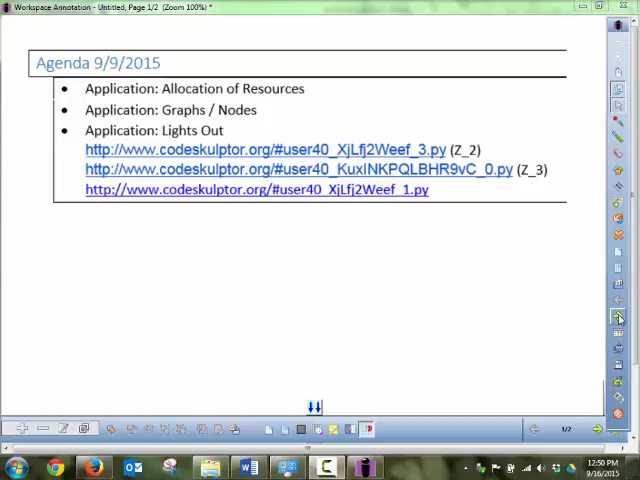 Workspace Annotation - Untitled, Page 1/2 (Zoom 100%) *
Agenda 9/9/2015
• Application: Allocation of Resources
• Application: Graphs / Nodes
• Application: Lights Out
http://www.codeskulptor.org/#user40_XjLfj2Weef_3.py (Z_2)
http://www.codeskulptor.org/#user40_KuxINKPQLBHR9vC_0.py (Z_3)
http://www.codeskulptor.org/#user40_XjLfj2Weef_1.py
1/2
12:50 PM
9/16/2015